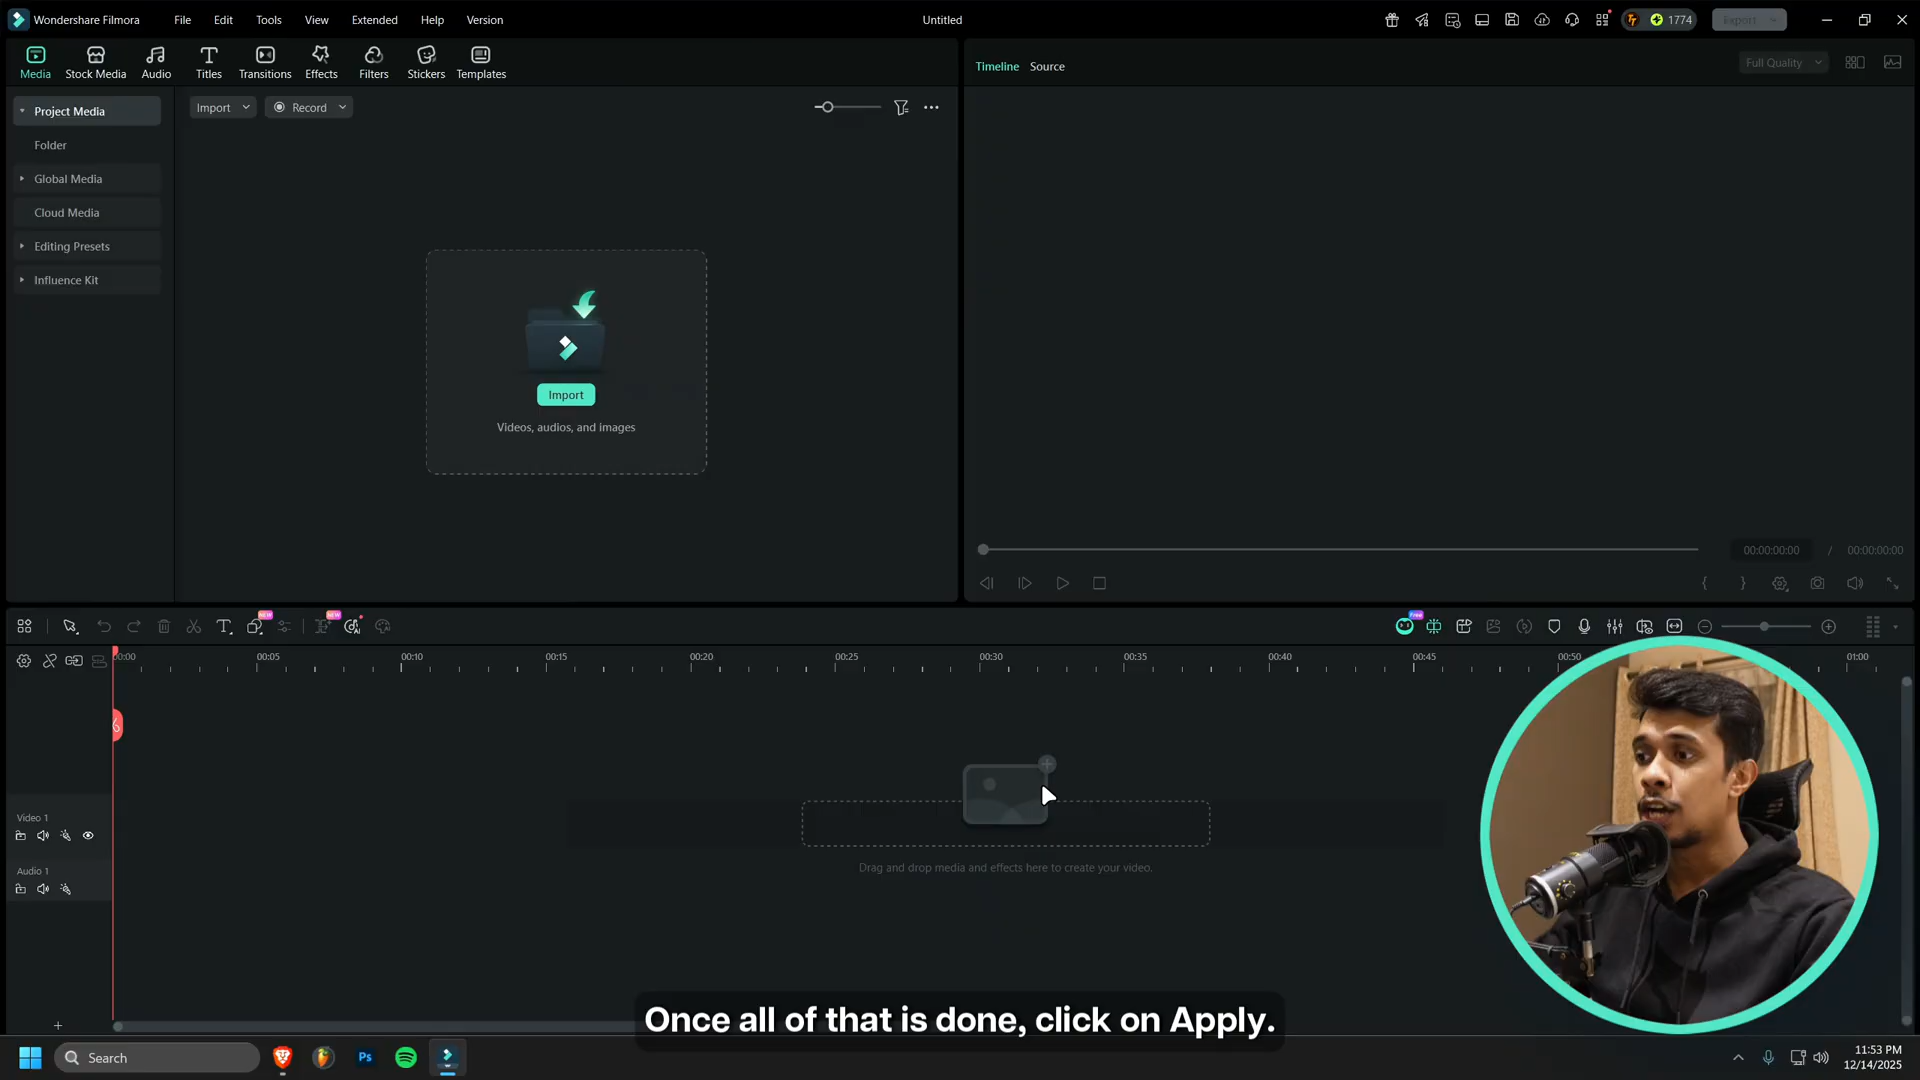 Wondershare Filmora
File
Edit
Tools
View
Extended
Help
Version
Untitled
1774
Export
Media
Stock Media
Audio
Titles
Transitions
Effects
Filters
Stickers
Templates
Timeline
Source
Full Quality
Project Media
Folder
Global Media
Cloud Media
Editing Presets
Influence Kit
Import
Record
Import
Videos, audios, and images
00:00:00:00 / 00:00:00:00
NEW
NEW
Free
00:00
00:05
00:10
00:15
00:20
00:25
00:30
00:35
00:40
00:45
00:50
01:00
Video 1
Audio 1
Drag and drop media and effects here to create your video.
Once all of that is done, click on Apply.
Search
Ps
11:53 PM
12/14/2025